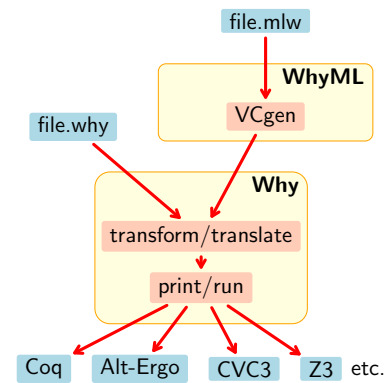 file.mlw
WhyML
VCgen
file.why
Why
transform/translate
print/run
Coq Alt-Ergo CVC3 Z3 etc.